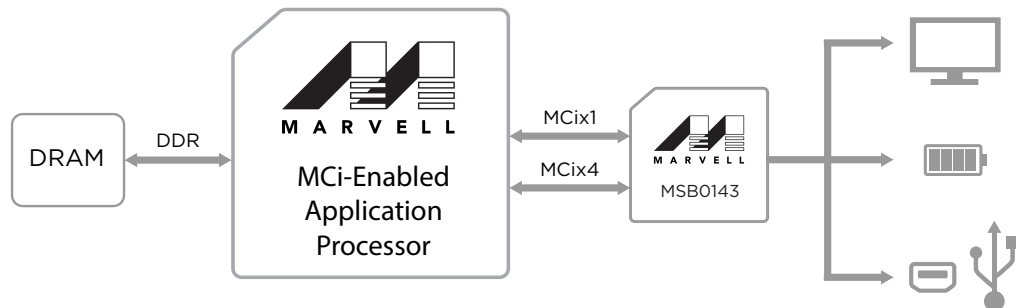 DRAM
DDR
MARVELL
MCi-Enabled
Application
Processor
MCix1
MCix4
MARVELL
MSB0143